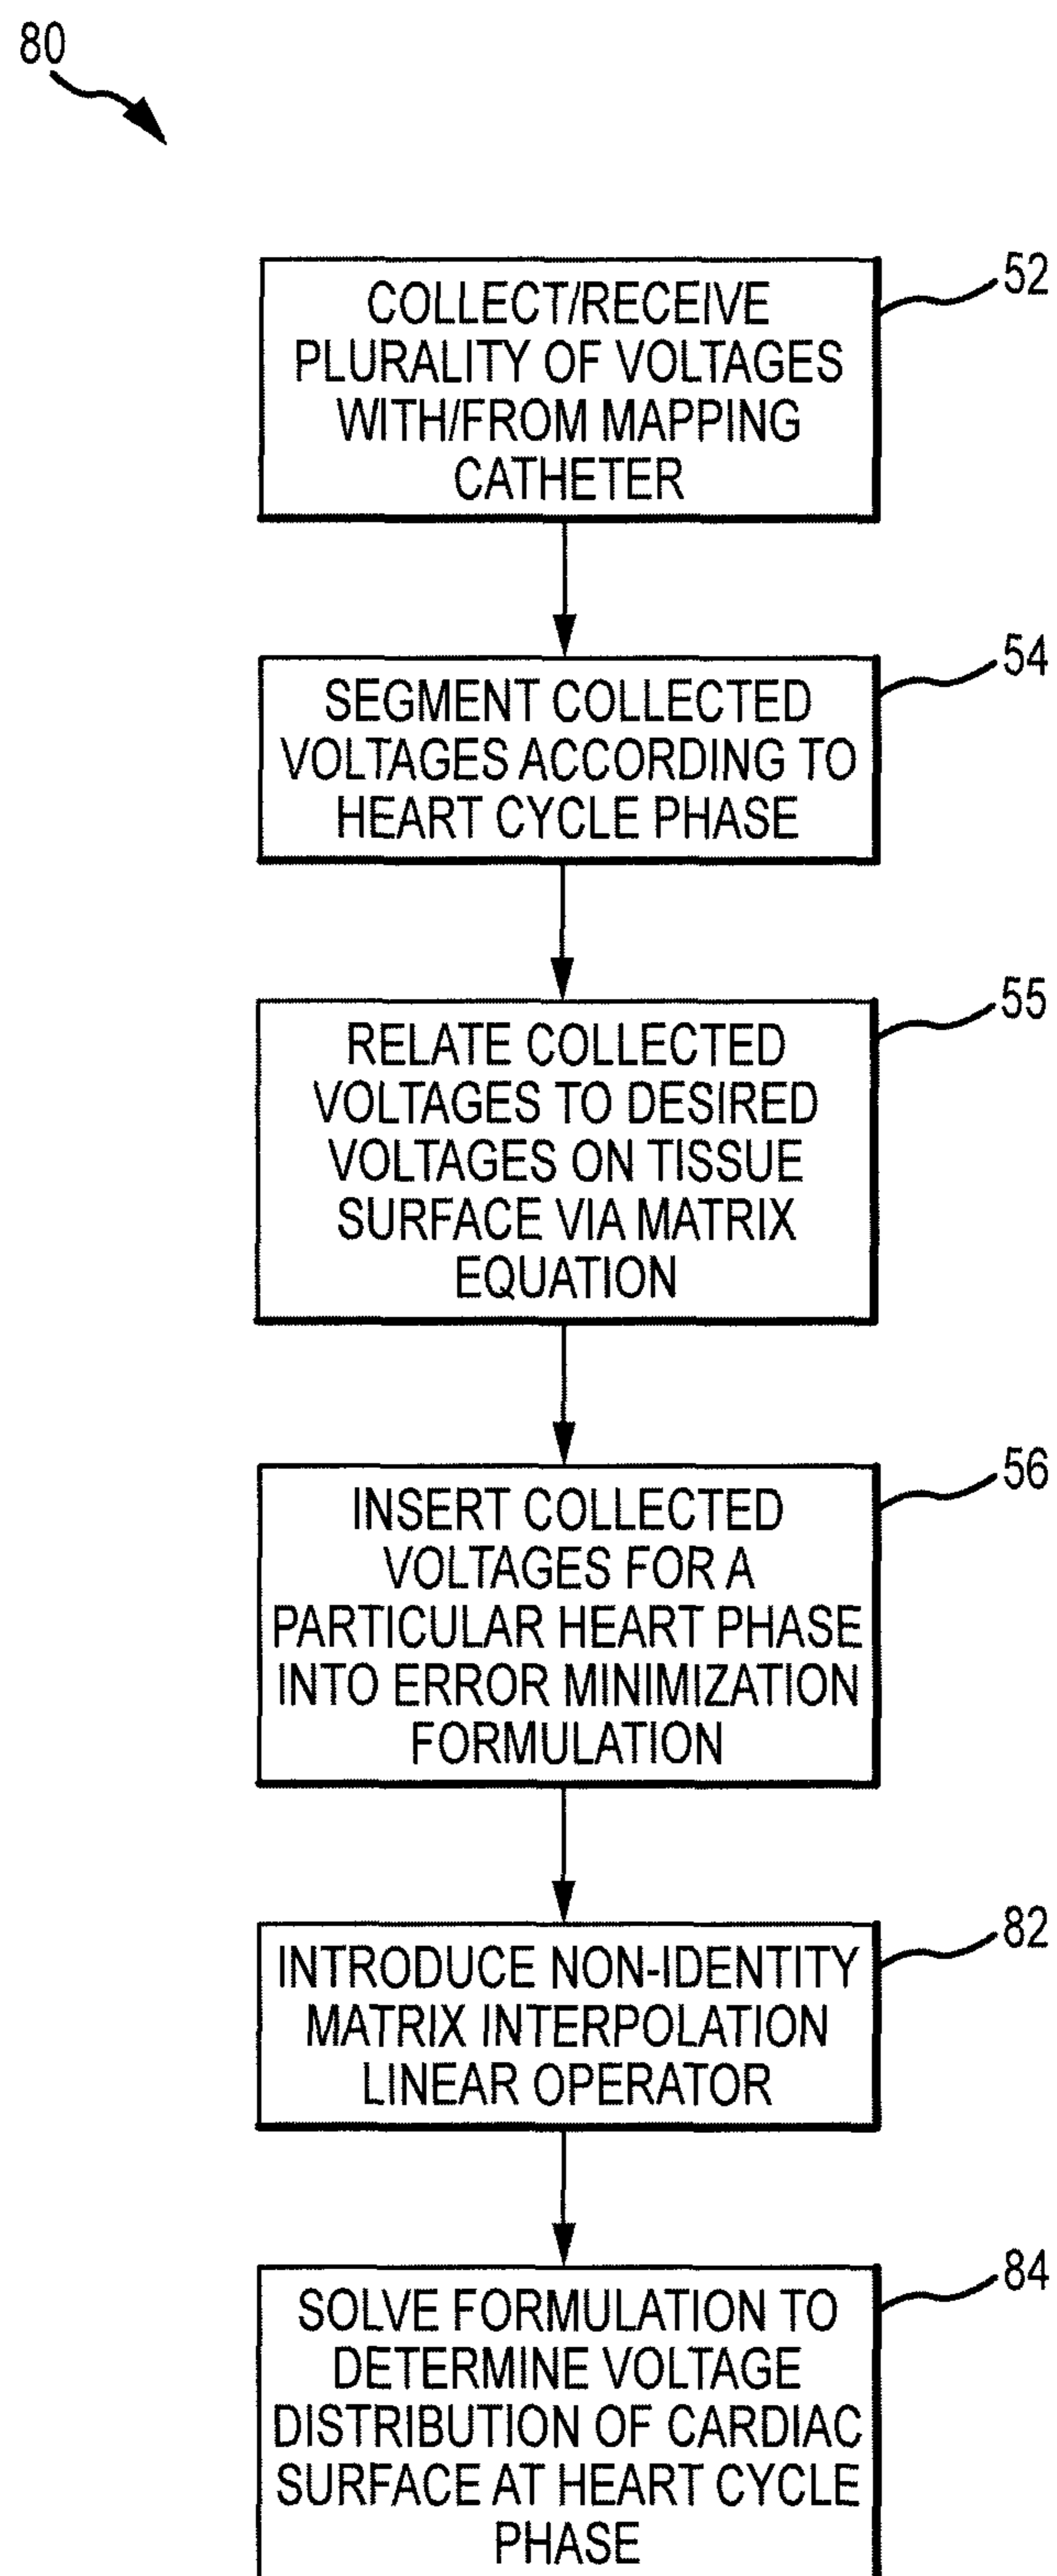 80
52
COLLECT/RECEIVE
PLURALITY OF VOLTAGES
WITH/FROM MAPPING
CATHETER
54
SEGMENT COLLECTED
VOLTAGES ACCORDING TO
HEART CYCLE PHASE
55
RELATE COLLECTED
VOLTAGES TO DESIRED
VOLTAGES ON TISSUE
SURFACE VIA MATRIX
EQUATION
56
INSERT COLLECTED
VOLTAGES FOR A
PARTICULAR HEART PHASE
INTO ERROR MINIMIZATION
FORMULATION
82
INTRODUCE NON-IDENTITY
MATRIX INTERPOLATION
LINEAR OPERATOR
84
SOLVE FORMULATION TO
DETERMINE VOLTAGE
DISTRIBUTION OF CARDIAC
SURFACE AT HEART CYCLE
PHASE